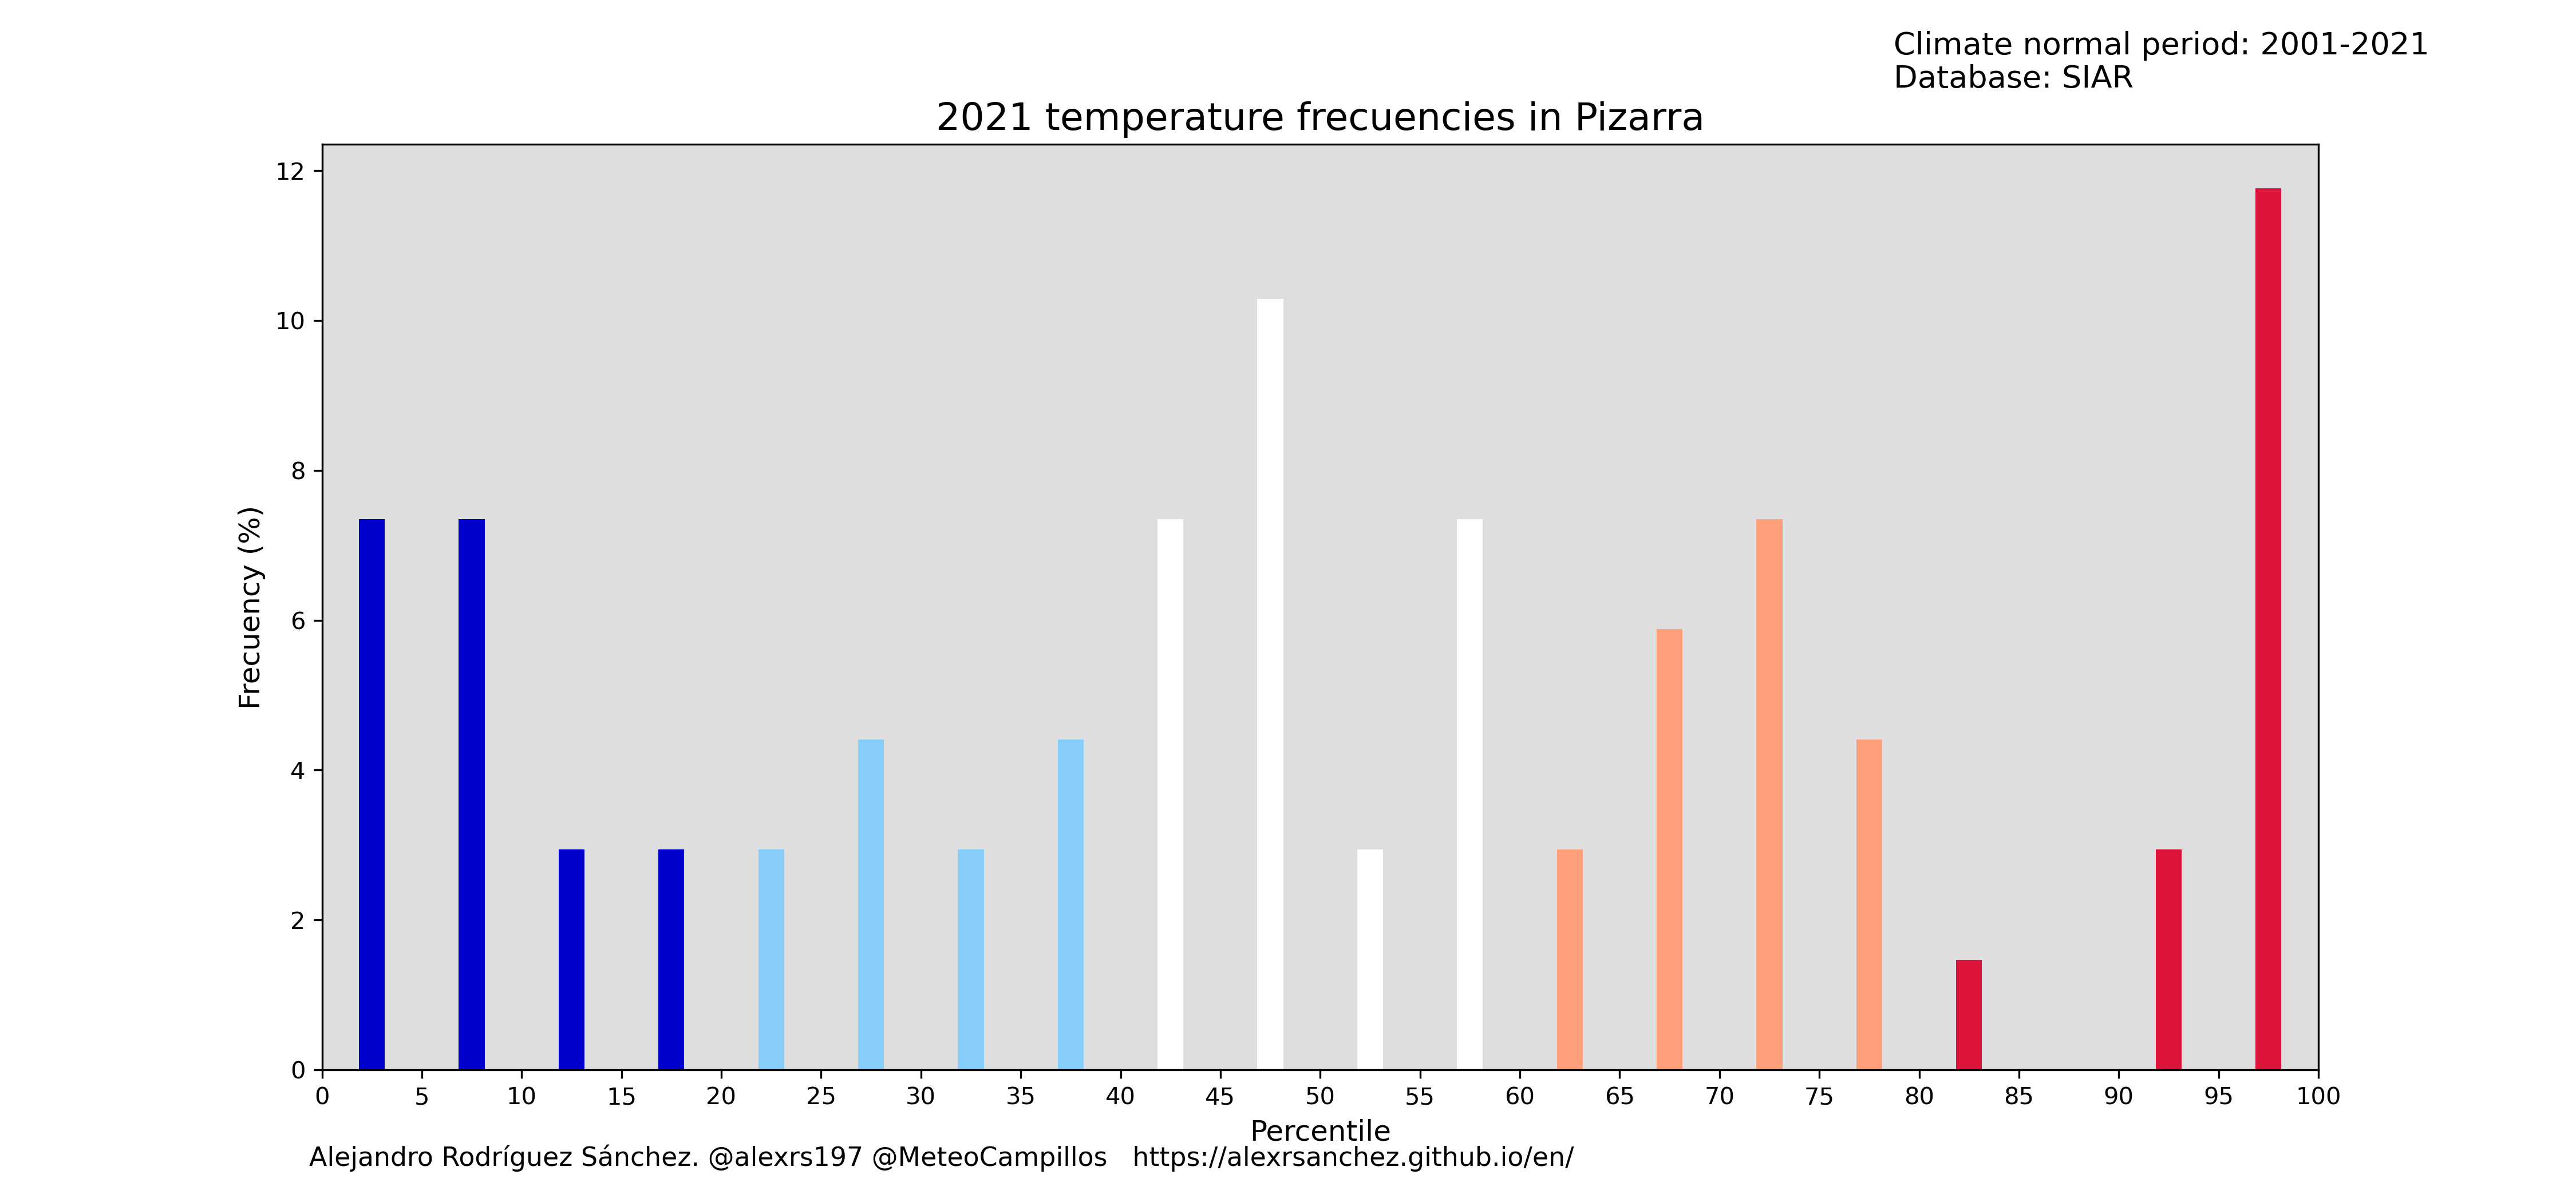 Climate normal period: 2001-2021
Database: SIAR
2021 temperature frecuencies in Pizarra
12
10
8
6
4
2
0
Frecuency (%)
0 5 10 15 20 25 30 35 40 45 50 55 60 65 70 75 80 85 90 95 100
Percentile
Alejandro Rodríguez Sánchez. @alexrs197 @MeteoCampillos https://alexrsanchez.github.io/en/